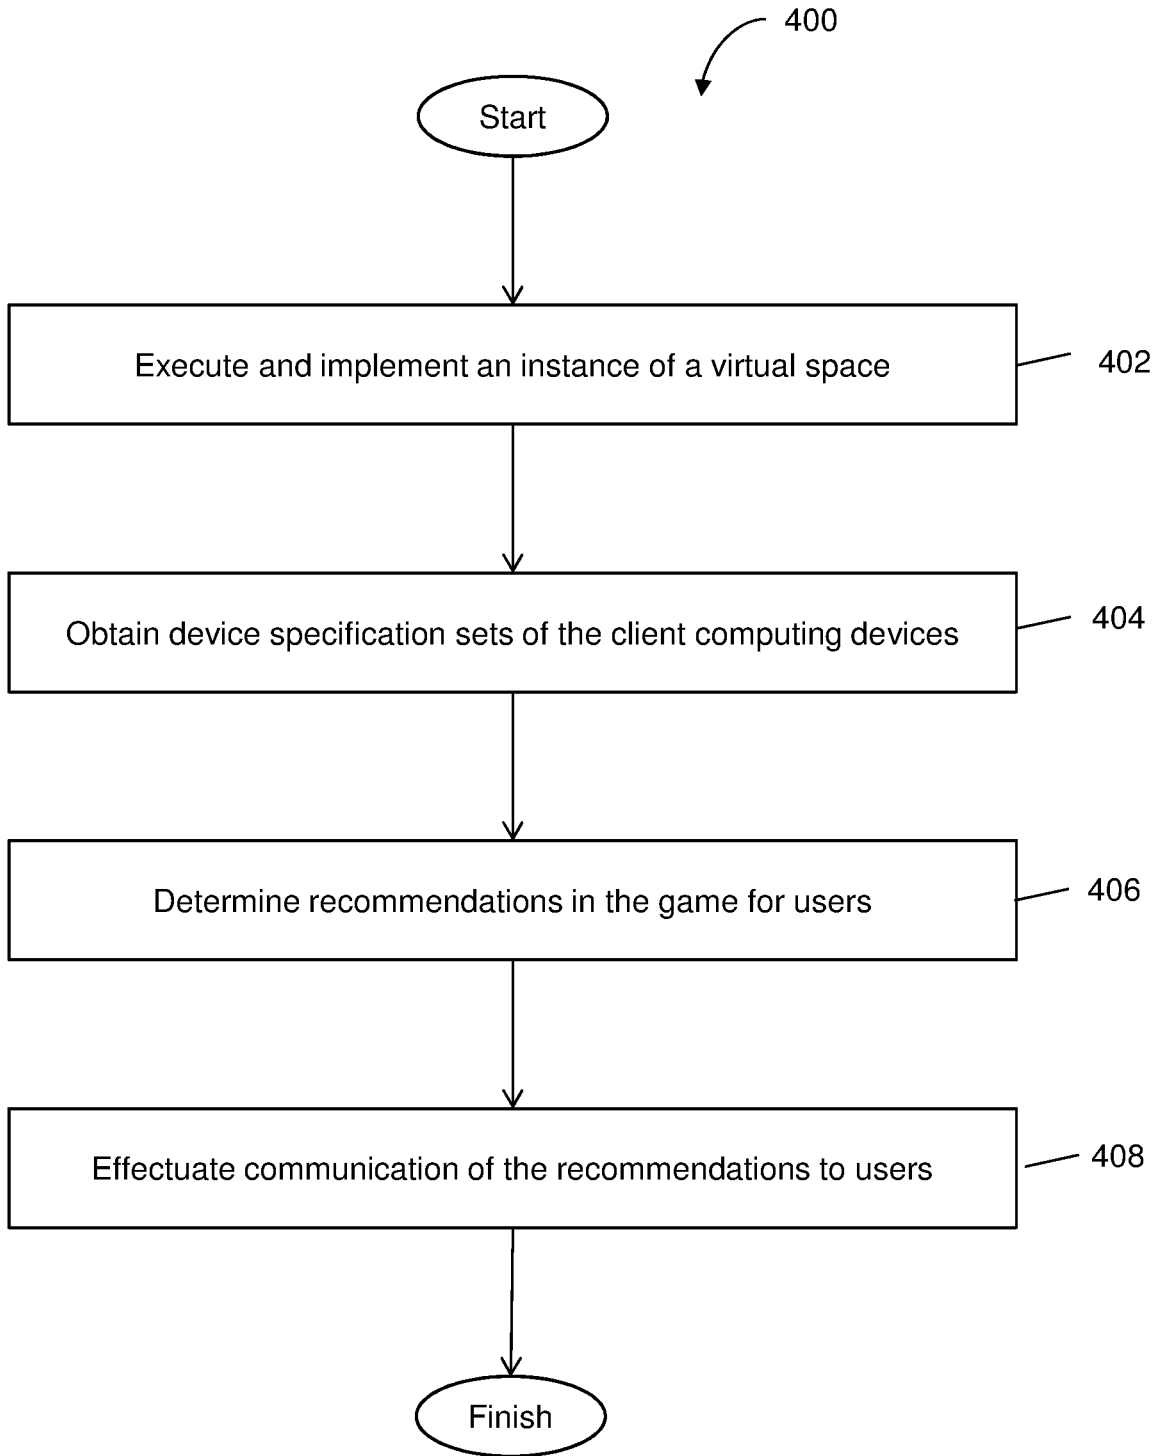 400
Start
Execute and implement an instance of a virtual space
402
Obtain device specification sets of the client computing devices
404
Determine recommendations in the game for users
406
Effectuate communication of the recommendations to users
408
Finish